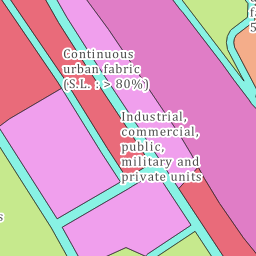 Continuous
urban fabric
(S.L. : > 80%)
Industrial,
commercial,
public,
military and
private units